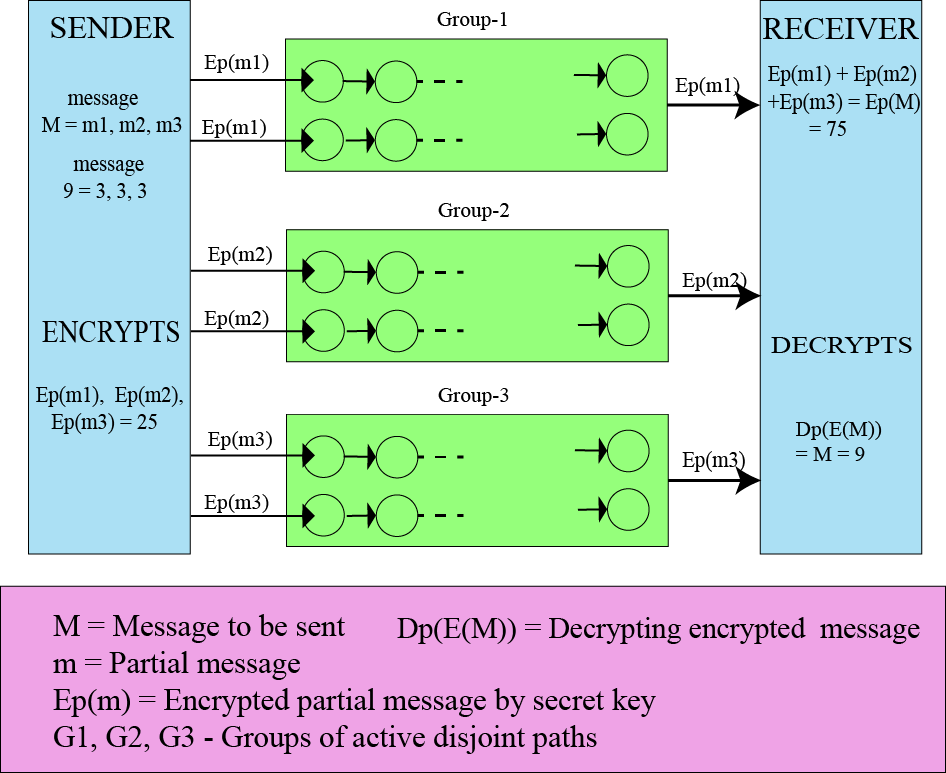 SENDER
message
M = m1, m2, m3
message
9 = 3, 3, 3
ENCRYPTS
Ep(m1), Ep(m2),
Ep(m3) = 25
Ep(m1)
Ep(m1)
Ep(m2)
Ep(m2)
Ep(m3)
Ep(m3)
Group-1
Group-2
Group-3
Ep(m1)
Ep(m2)
Ep(m3)
RECEIVER
Ep(m1) + Ep(m2)
+Ep(m3) = Ep(M)
= 75
DECRYPTS
Dp(E(M))
= M = 9
M = Message to be sent
Dp(E(M)) = Decrypting encrypted message
m = Partial message
Ep(m) = Encrypted partial message by secret key
G1, G2, G3 - Groups of active disjoint paths